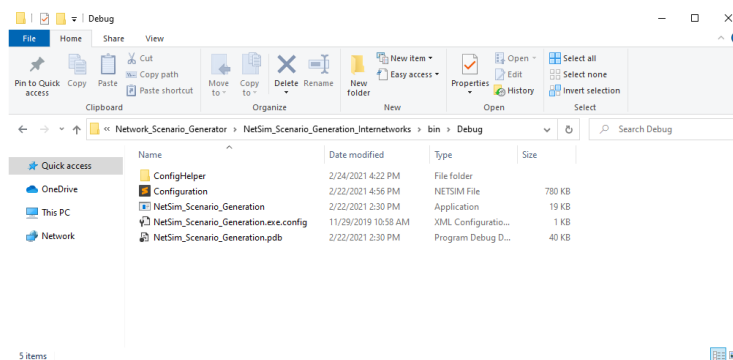 Debug
File Home Share View
Pin to Quick access
Copy
Paste
Cut
Copy path
Paste shortcut
Clipboard
Move to
Copy to
Delete
Rename
Organize
New folder
New item
Easy access
New
Properties
Open
Edit
History
Open
Select all
Select none
Invert selection
Select
« Network_Scenario_Generator > NetSim_Scenario_Generation_Internetworks > bin > Debug
Search Debug
Quick access
OneDrive
This PC
Network
Name Date modified Type Size
ConfigHelper 2/24/2021 4:22 PM File folder
Configuration 2/22/2021 4:56 PM NETSIM File 780 KB
NetSim_Scenario_Generation 2/22/2021 2:30 PM Application 19 KB
NetSim_Scenario_Generation.exe.config 11/29/2019 10:58 AM XML Configuratio... 1 KB
NetSim_Scenario_Generation.pdb 2/22/2021 2:30 PM Program Debug D... 40 KB
5 items